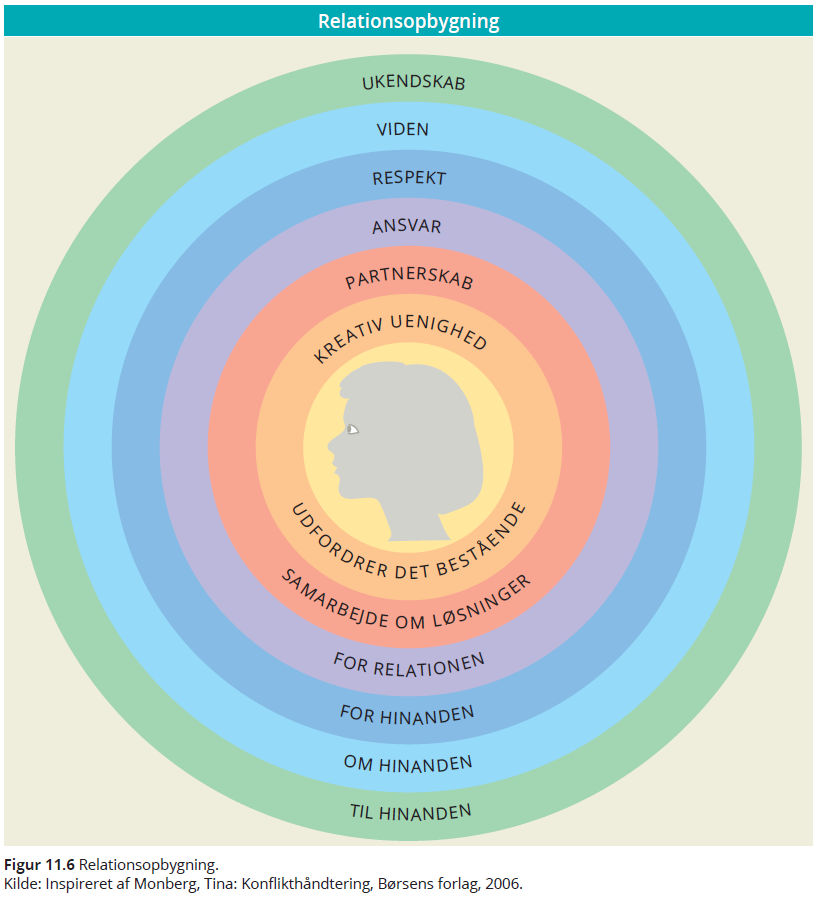 Relationsopbygning
UKENDSKAB
VIDEN
RESPEKT
ANSVAR
PARTNERSKAB
KREATIV UENIGHED
UDFORDRER DET BESTÅENDE
SAMARBEJDE OM LØSNINGER
FOR RELATIONEN
FOR HINANDEN
OM HINANDEN
TIL HINANDEN
Figur 11.6 Relationsopbygning.
Kilde: Inspireret af Monberg, Tina: Konflikthåndtering, Børsens forlag, 2006.